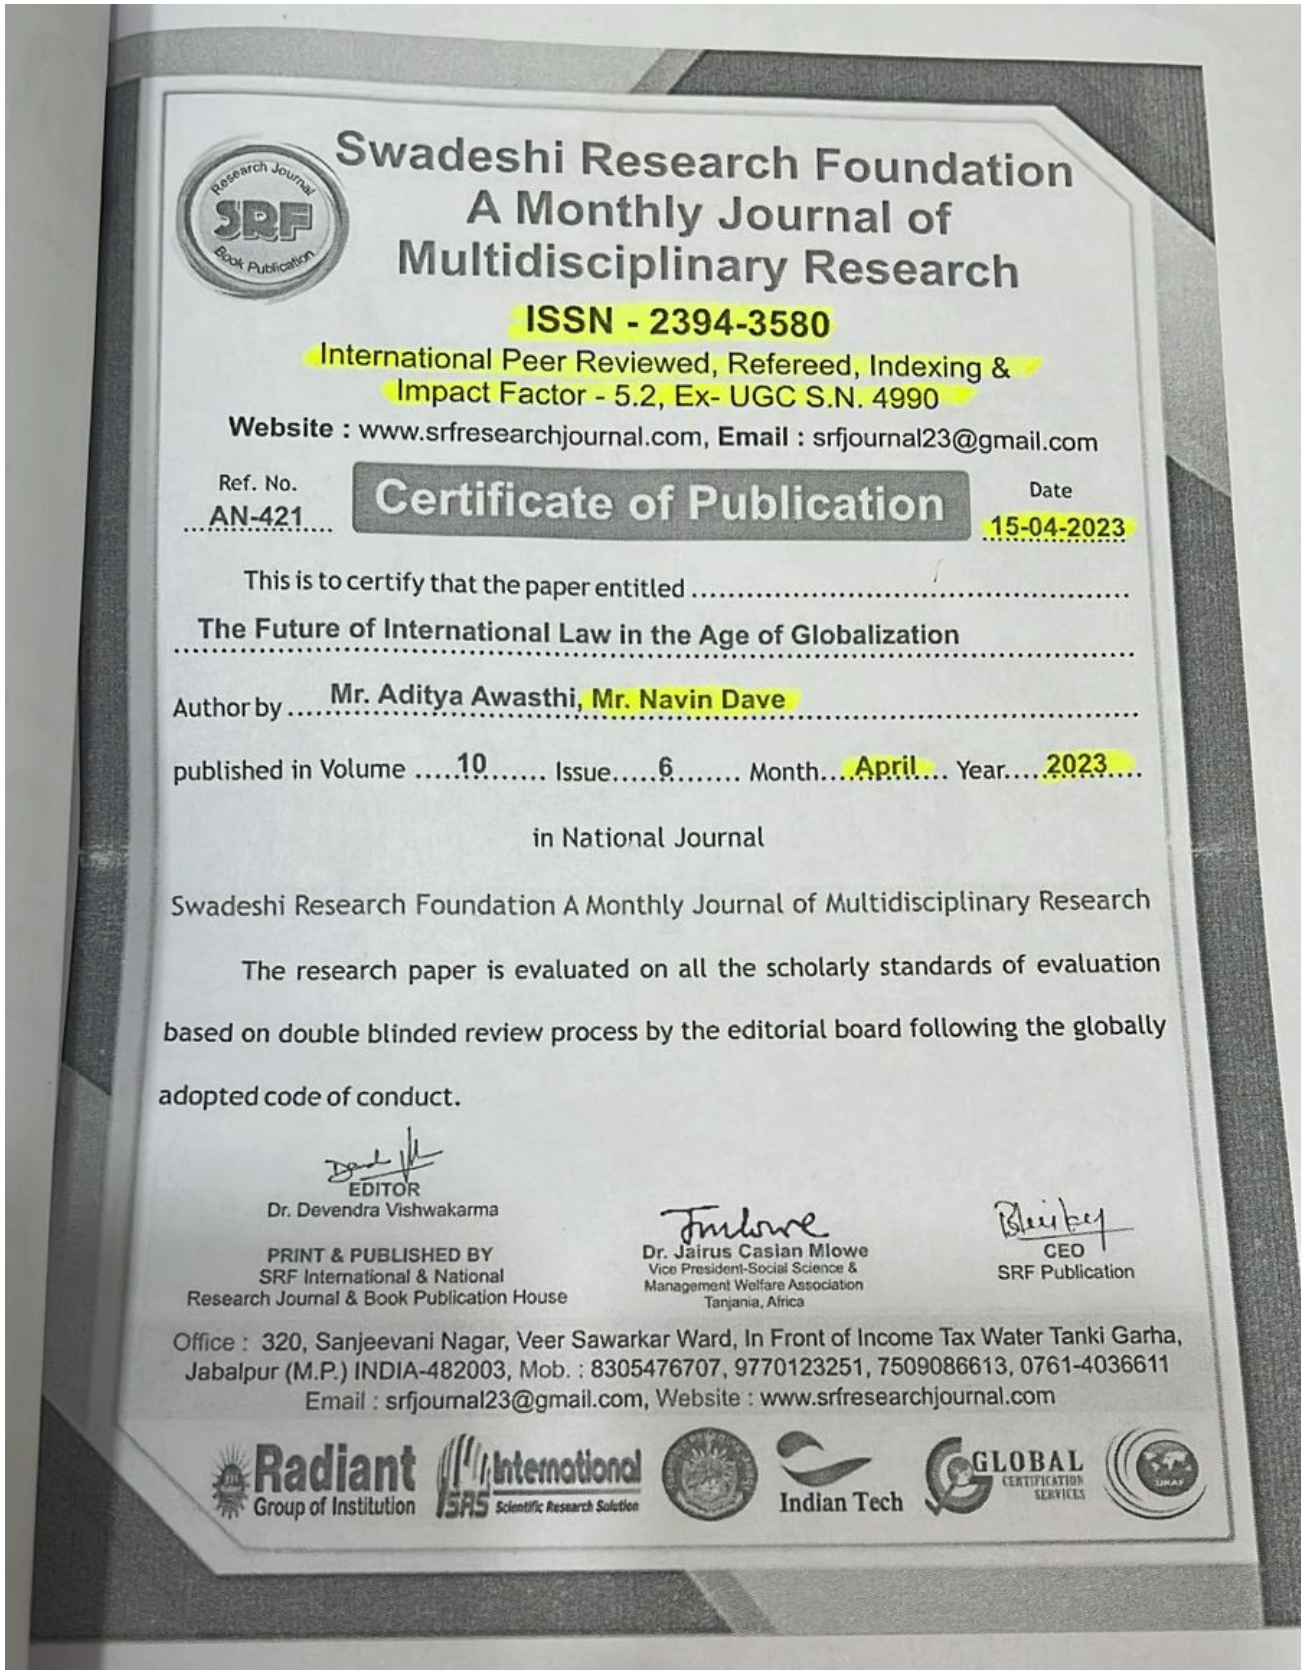 Research Journal
SRF
Book Publication
Swadeshi Research Foundation
A Monthly Journal of
Multidisciplinary Research
ISSN - 2394-3580
International Peer Reviewed, Refereed, Indexing &
Impact Factor - 5.2, Ex- UGC S.N. 4990
Website : www.srfresearchjournal.com, Email : srfjournal23@gmail.com
Ref. No.
AN-421
Certificate of Publication
Date
15-04-2023
This is to certify that the paper entitled
The Future of International Law in the Age of Globalization
Author by Mr. Aditya Awasthi, Mr. Navin Dave
published in Volume 10 Issue 6 Month April Year 2023
in National Journal
Swadeshi Research Foundation A Monthly Journal of Multidisciplinary Research
The research paper is evaluated on all the scholarly standards of evaluation
based on double blinded review process by the editorial board following the globally
adopted code of conduct.
EDITOR
Dr. Devendra Vishwakarma
PRINT & PUBLISHED BY
SRF International & National
Research Journal & Book Publication House
Dr. Jairus Casian Mlowe
Vice President-Social Science &
Management Welfare Association
Tanjania, Africa
CEO
SRF Publication
Office : 320, Sanjeevani Nagar, Veer Sawarkar Ward, In Front of Income Tax Water Tanki Garha,
Jabalpur (M.P.) INDIA-482003, Mob. : 8305476707, 9770123251, 7509086613, 0761-4036611
Email : srfjournal23@gmail.com, Website : www.srfresearchjournal.com
Radiant
Group of Institution
International
ISRS Scientific Research Solution
Indian Tech
GLOBAL
CERTIFICATION
SERVICES